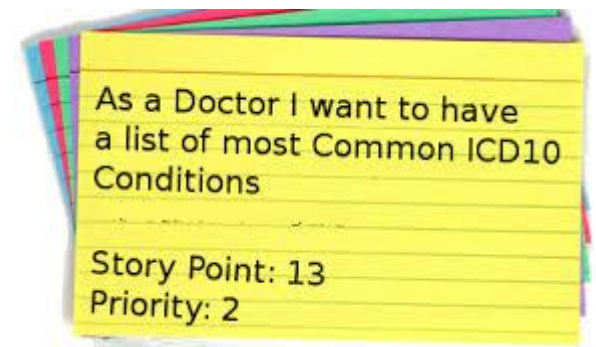 As a Doctor I want to have
a list of most Common ICD10
Conditions
Story Point: 13
Priority: 2